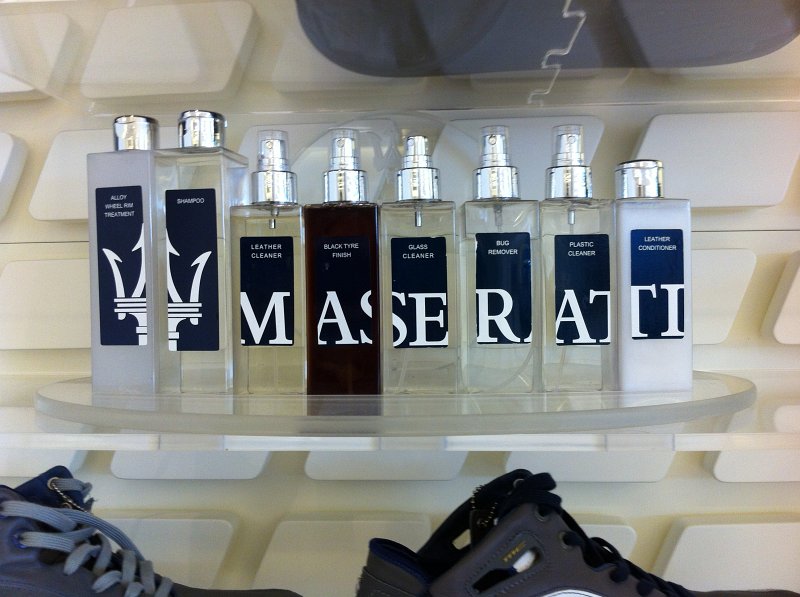 ALLOY
WHEEL RIM
TREATMENT
SHAMPOO
LEATHER
CLEANER
BLACK TYRE
FINISH
GLASS
CLEANER
BUG
REMOVER
PLASTIC
CLEANER
LEATHER
CONDITIONER
MASERATI